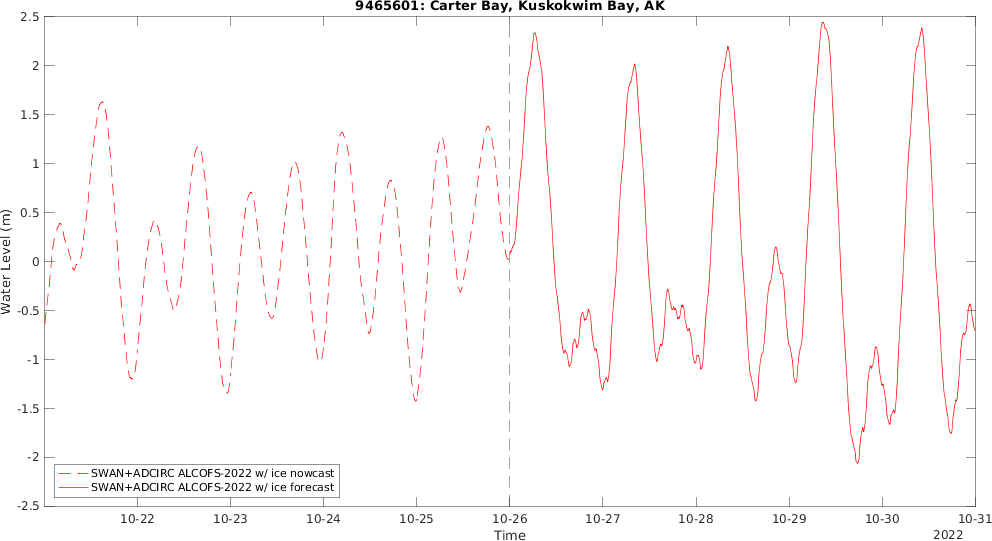 9465601: Carter Bay, Kuskokwim Bay, AK
2.5
2
1.5
1
0.5
0
-0.5
-1
-1.5
-2
-2.5
Water Level (m)
SWAN+ADCIRC ALCOFS-2022 w/ ice nowcast
SWAN+ADCIRC ALCOFS-2022 w/ ice forecast
10-22 10-23 10-24 10-25 10-26 10-27 10-28 10-29 10-30 10-31
Time
2022